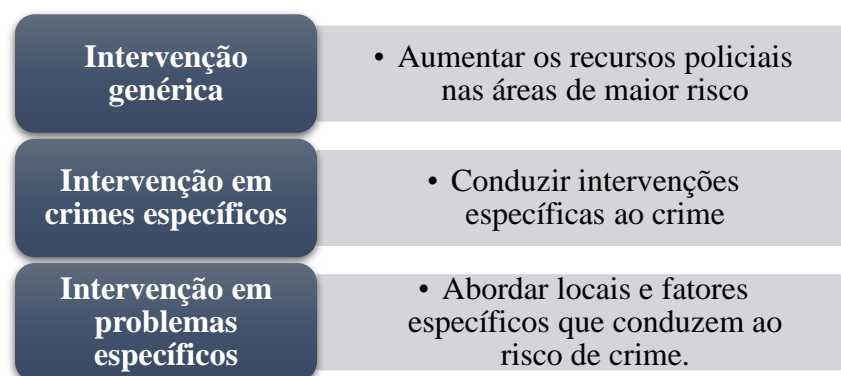 Intervenção
genérica
• Aumentar os recursos policiais
nas áreas de maior risco
Intervenção em
crimes específicos
• Conduzir intervenções
específicas ao crime
Intervenção em
problemas
específicos
• Abordar locais e fatores
específicos que conduzem ao
risco de crime.